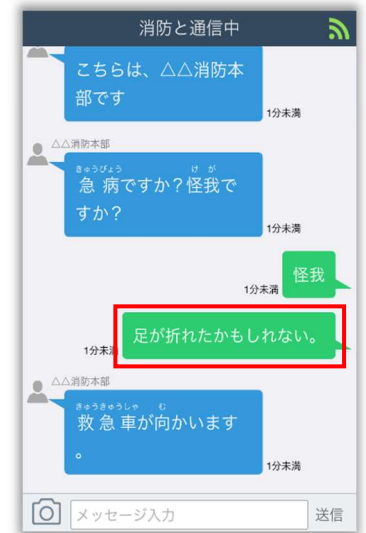 消防と通信中
こちらは、△△消防本
部です
1分未満
△△消防本部
きゅうびょう けが
急病ですか？怪我で
すか？
1分未満
怪我
1分未満
足が折れたかもしれない。
1分未満
△△消防本部
きゅうきゅうしゃ む
救急車が向かいます
。
1分未満
メッセージ入力 送信